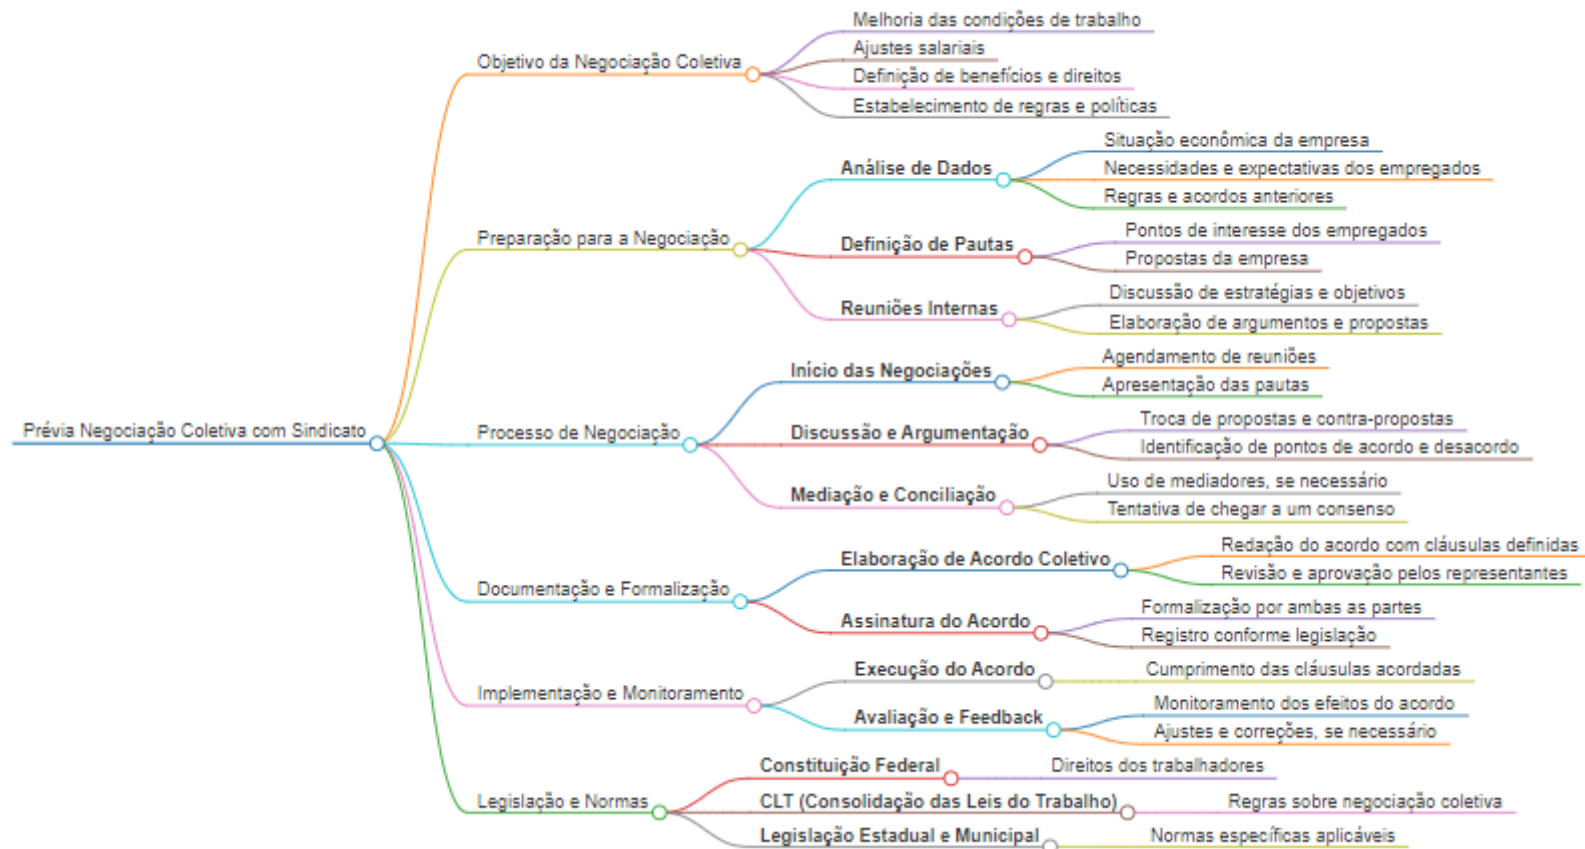 Prévia Negociação Coletiva com Sindicato
Objetivo da Negociação Coletiva
Melhoria das condições de trabalho
Ajustes salariais
Definição de benefícios e direitos
Estabelecimento de regras e políticas
Preparação para a Negociação
Análise de Dados
Situação econômica da empresa
Necessidades e expectativas dos empregados
Regras e acordos anteriores
Definição de Pautas
Pontos de interesse dos empregados
Propostas da empresa
Reuniões Internas
Discussão de estratégias e objetivos
Elaboração de argumentos e propostas
Processo de Negociação
Início das Negociações
Agendamento de reuniões
Apresentação das pautas
Discussão e Argumentação
Troca de propostas e contra-propostas
Identificação de pontos de acordo e desacordo
Mediação e Conciliação
Uso de mediadores, se necessário
Tentativa de chegar a um consenso
Documentação e Formalização
Elaboração de Acordo Coletivo
Redação do acordo com cláusulas definidas
Revisão e aprovação pelos representantes
Assinatura do Acordo
Formalização por ambas as partes
Registro conforme legislação
Implementação e Monitoramento
Execução do Acordo
Cumprimento das cláusulas acordadas
Avaliação e Feedback
Monitoramento dos efeitos do acordo
Ajustes e correções, se necessário
Legislação e Normas
Constituição Federal
Direitos dos trabalhadores
CLT (Consolidação das Leis do Trabalho)
Regras sobre negociação coletiva
Legislação Estadual e Municipal
Normas específicas aplicáveis